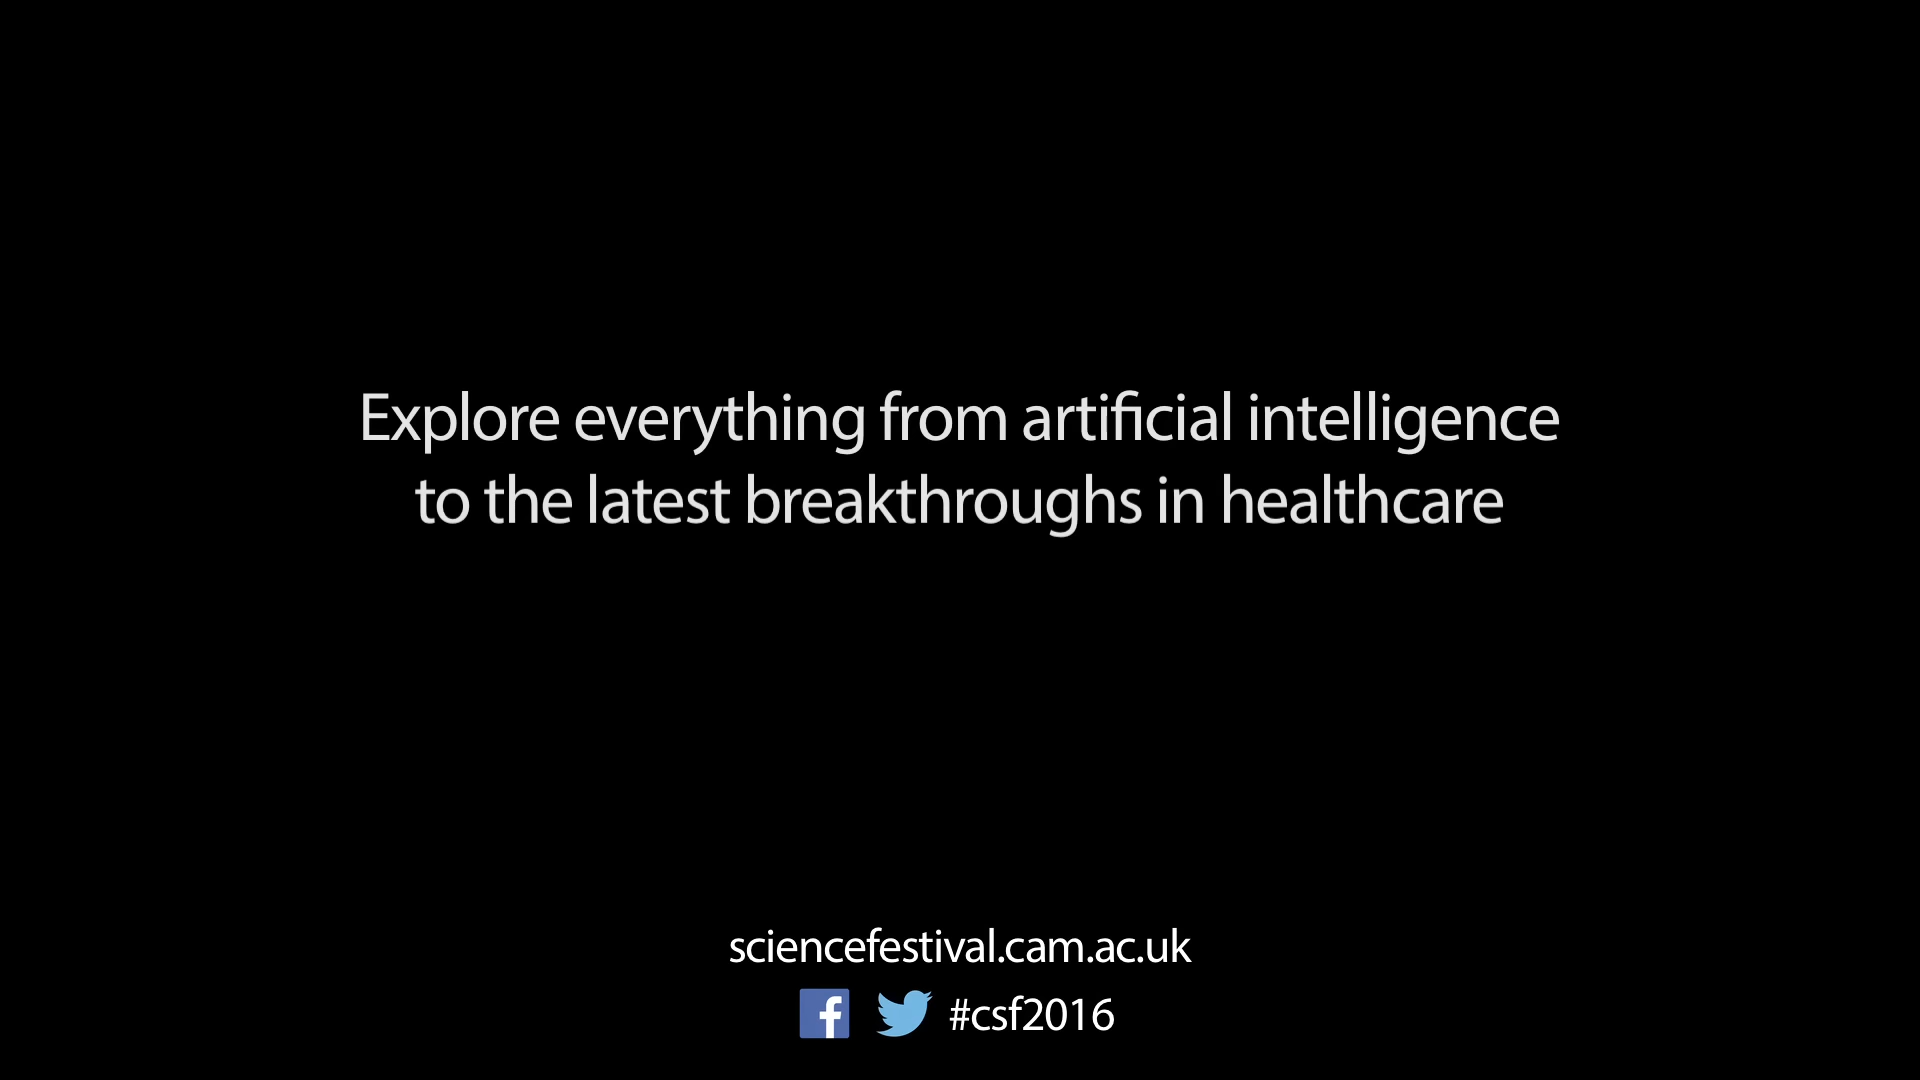 Explore everything from artificial intelligence
to the latest breakthroughs in healthcare
sciencefestival.cam.ac.uk
#csf2016